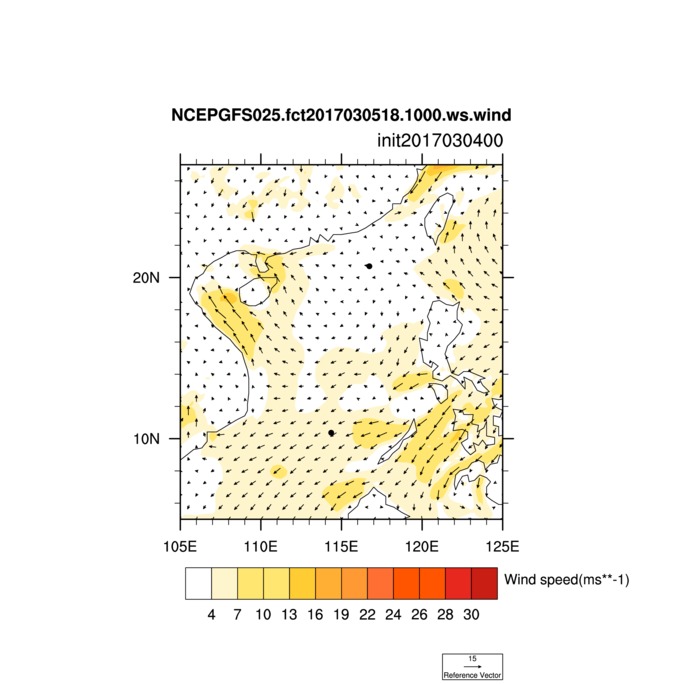 NCEPGFS025.fct2017030518.1000.ws.wind
init2017030400
20N
10N
105E 110E 115E 120E 125E
Wind speed(ms**-1)
4 7 10 13 16 19 22 24 26 28 30
15
Reference Vector